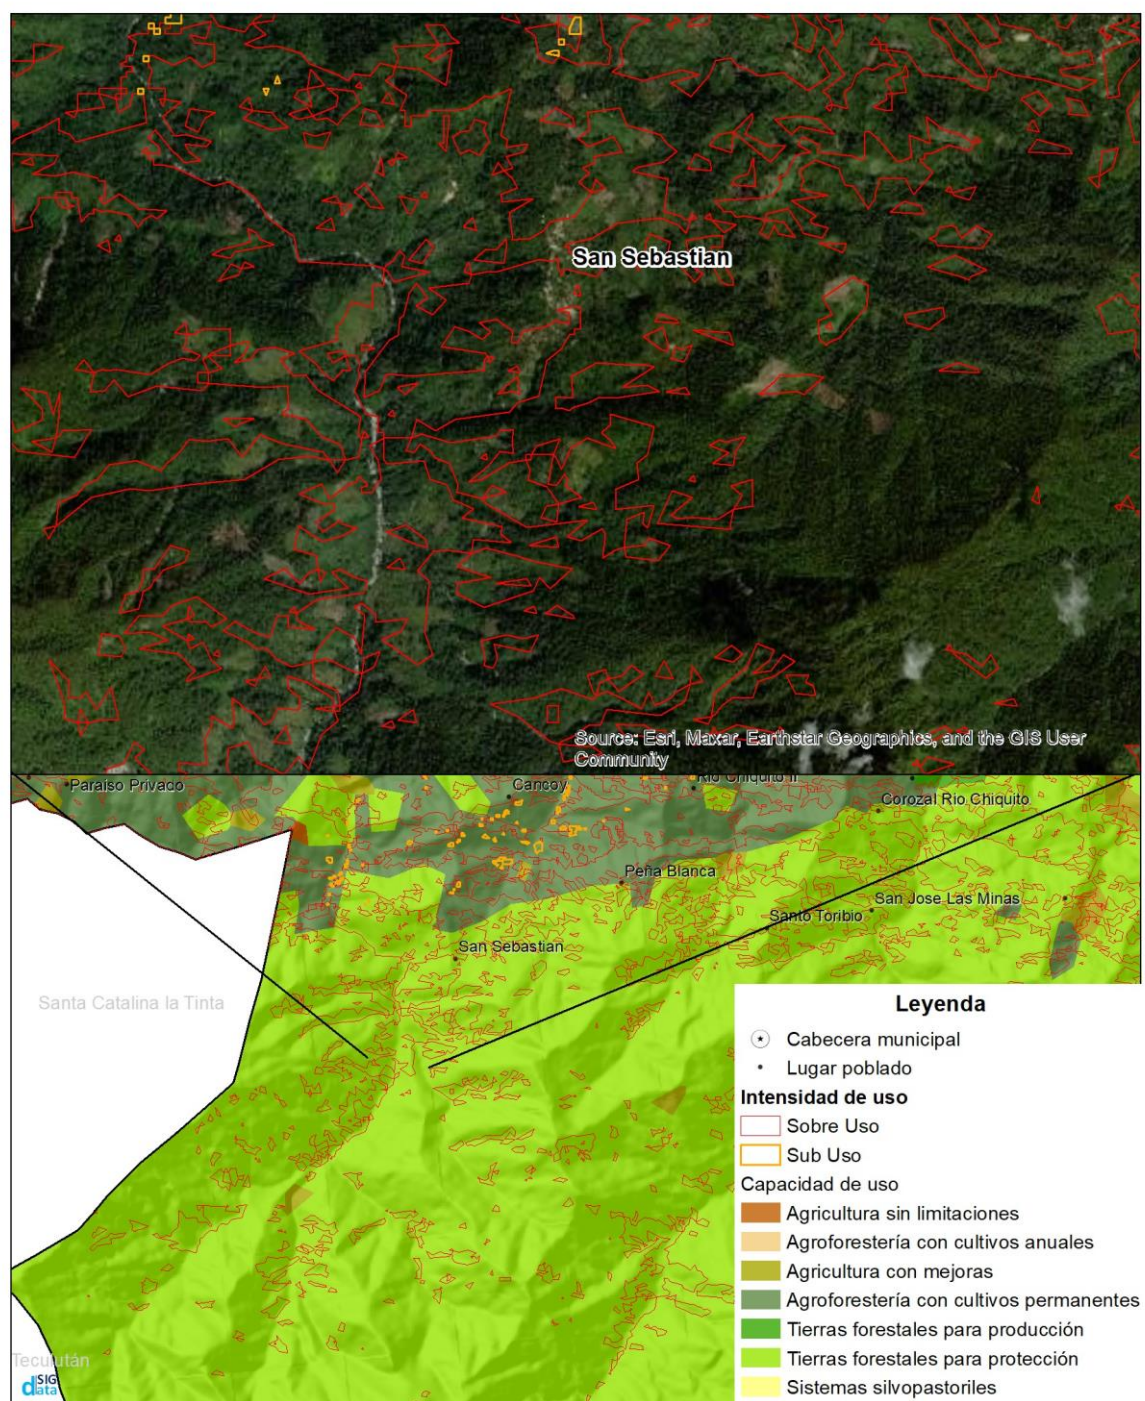 San Sebastian
Source: Esri, Maxar, Earthstar Geographics, and the GIS User
Community
Paraiso Privado
Cancoy
Rio Chiquito II
Corozal Rio Chiquito
Peña Blanca
San Jose Las Minas
Santo Toribio
San Sebastian
Santa Catalina la Tinta
Leyenda
Cabecera municipal
Lugar poblado
Intensidad de uso
Sobre Uso
Sub Uso
Capacidad de uso
Agricultura sin limitaciones
Agroforestería con cultivos anuales
Agricultura con mejoras
Agroforestería con cultivos permanentes
Tierras forestales para producción
Tierras forestales para protección
Sistemas silvopastoriles
Teculután
SIG
data